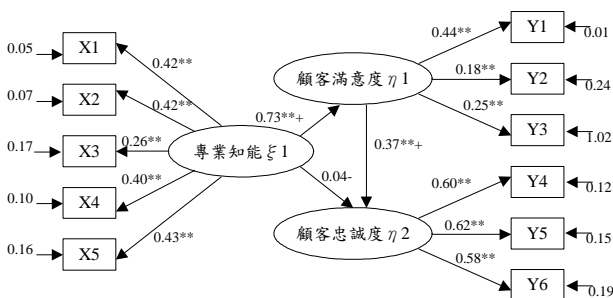 0.05 X1 0.42**
0.07 X2 0.42**
0.17 X3 0.26**
0.10 X4 0.40**
0.16 X5 0.43**
專業知能ξ1
0.73**+
0.04-
顧客滿意度η1
0.37**+
顧客忠誠度η2
0.44** Y1 0.01
0.18** Y2 0.24
0.25** Y3 1.02
0.60** Y4 0.12
0.62** Y5 0.15
0.58** Y6 0.19